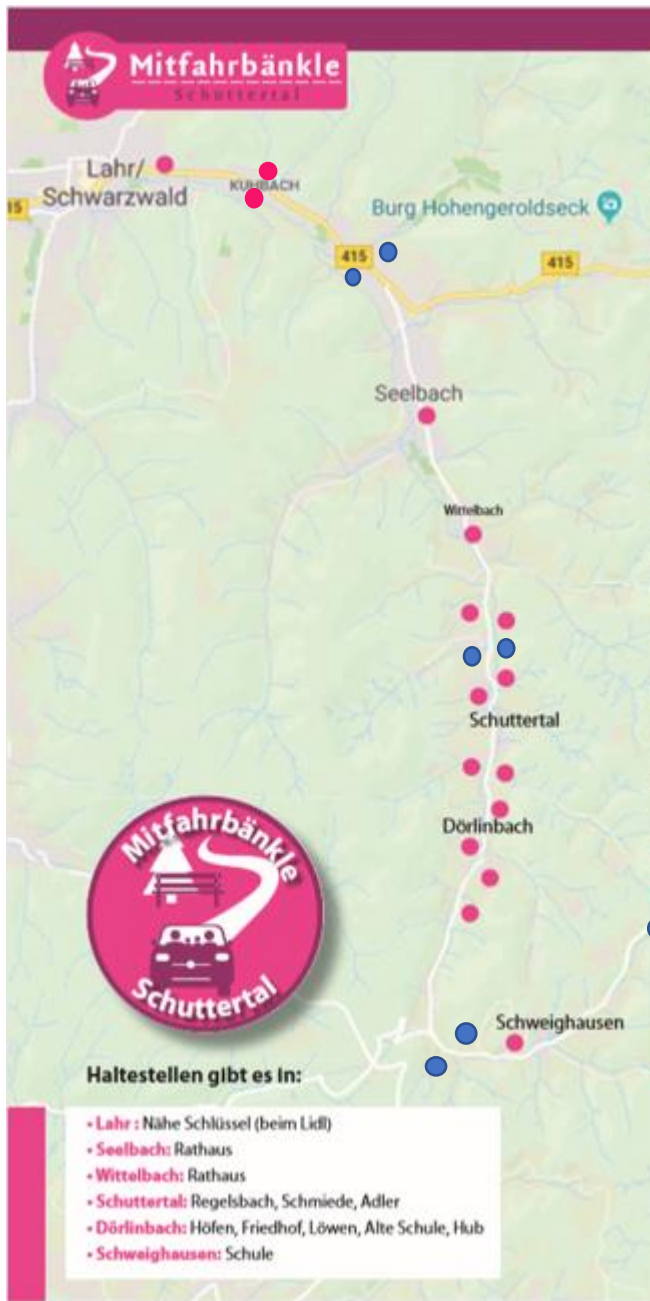 Mitfahrbänkle
Schuttertal
Lahr/
Schwarzwald
KUHBACH
15
Burg Hohengeroldseck
415
415
Seelbach
Wittelbach
Schuttertal
Dörlinbach
Mitfahrbänkle
Schuttertal
Schweighausen
Haltestellen gibt es in:
• Lahr : Nähe Schlüssel (beim Lidl)
• Seelbach: Rathaus
• Wittelbach: Rathaus
• Schuttertal: Regelsbach, Schmiede, Adler
• Dörlinbach: Höfen, Friedhof, Löwen, Alte Schule, Hub
• Schweighausen: Schule